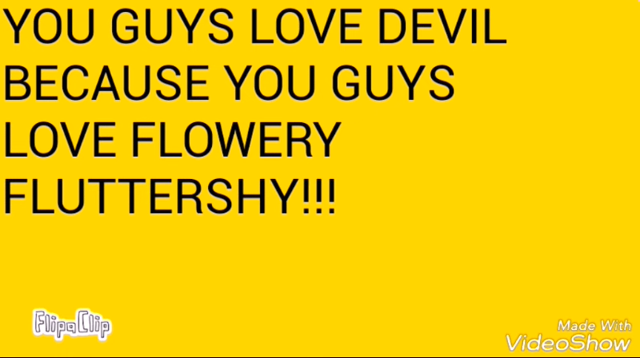 YOU GUYS LOVE DEVIL
BECAUSE YOU GUYS
LOVE FLOWERY
FLUTTERSHY!!!
FlipaClip
Made With
VideoShow